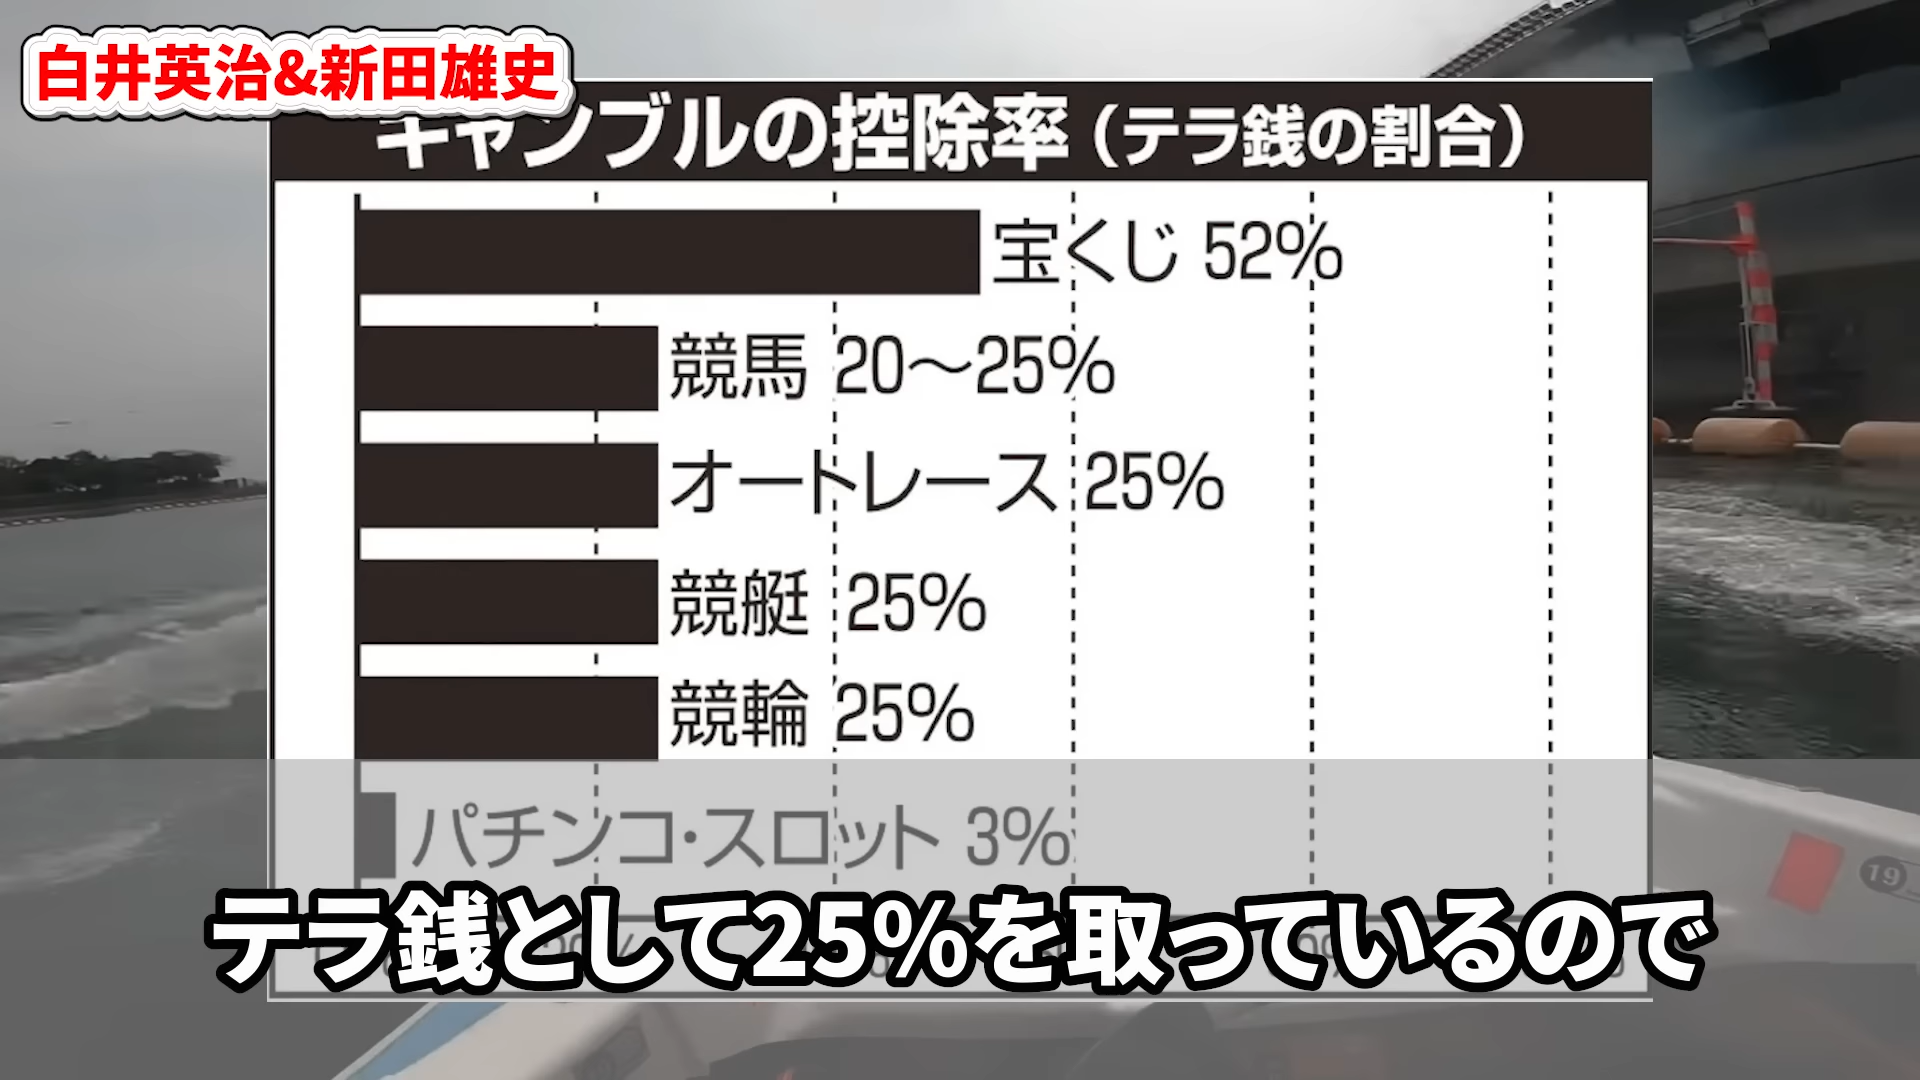 白井英治&新田雄史
ギャンブルの控除率（テラ銭の割合）
宝くじ 52%
競馬 20～25%
オートレース 25%
競艇 25%
競輪 25%
パチンコ・スロット 3%
テラ銭として25%を取っているので
19